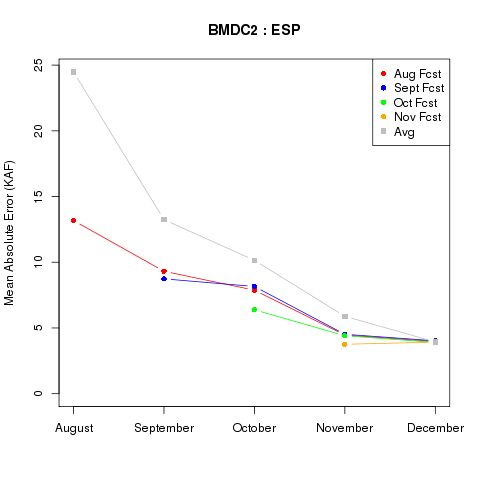 BMDC2 : ESP
Mean Absolute Error (KAF)
25
20
15
10
5
0
Aug Fcst
Sept Fcst
Oct Fcst
Nov Fcst
Avg
August September October November December